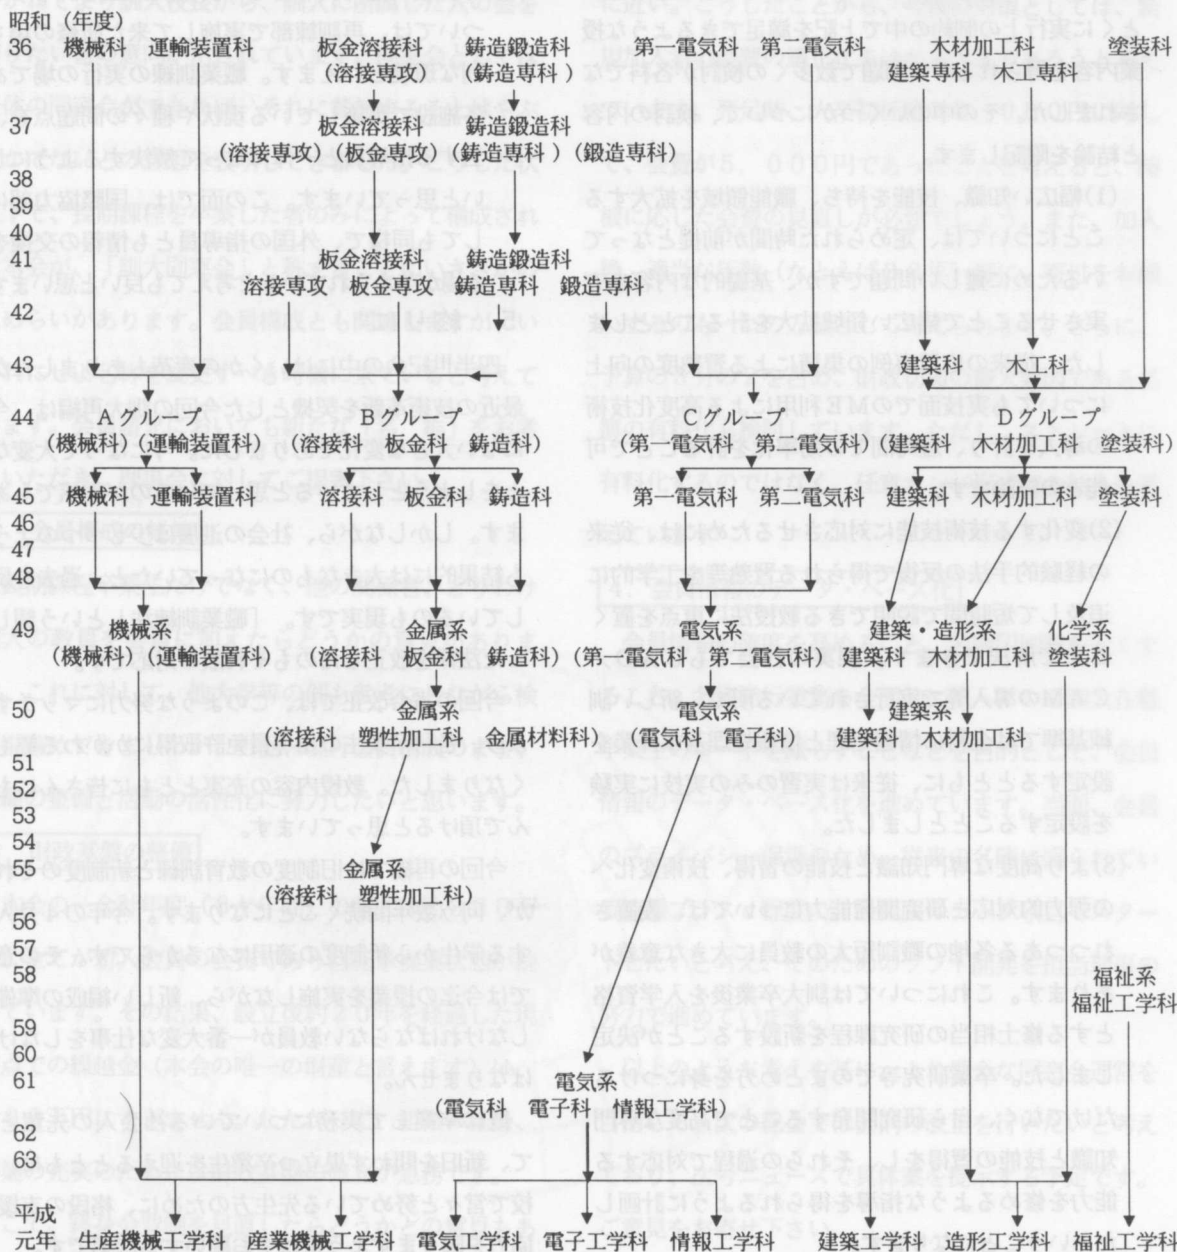 昭和（年度）
36 機械科 運輸装置科 板金溶接科 鋳造鍛造科 第一電気科 第二電気科 木材加工科 塗装科
(溶接専攻) (鋳造専科) 建築専科 木工専科
37 板金溶接科 鋳造鍛造科
(溶接専攻) (板金専攻) (鋳造専科) (鍛造専科)
38
39
40
41 板金溶接科 鋳造鍛造科
溶接専攻 板金専攻 鋳造専科 鍛造専科
42
43 建築科 木工科
44 Aグループ Bグループ Cグループ Dグループ
(機械科) (運輸装置科) (溶接科 板金科 鋳造科) (第一電気科 第二電気科) (建築科 木材加工科 塗装科)
45 機械科 運輸装置科 溶接科 板金科 鋳造科 第一電気科 第二電気科 建築科 木材加工科 塗装科
46
47
48
49 機械系 金属系 電気系 建築・造形系 化学系
(機械科) (運輸装置科) (溶接科 板金科 鋳造科) (第一電気科 第二電気科) 建築科 木材加工科 塗装科
50 金属系 電気系 建築系
(溶接科 塑性加工科 金属材料科) (電気科 電子科) 建築科 木材加工科
51
52
53
54
55 金属系
(溶接科 塑性加工科)
56
57
58 福祉系
福祉工学科
59
60
61 電気系
(電気科 電子科 情報工学科)
62
63
平成
元年 生産機械工学科 産業機械工学科 電気工学科 電子工学科 情報工学科 建築工学科 造形工学科 福祉工学科